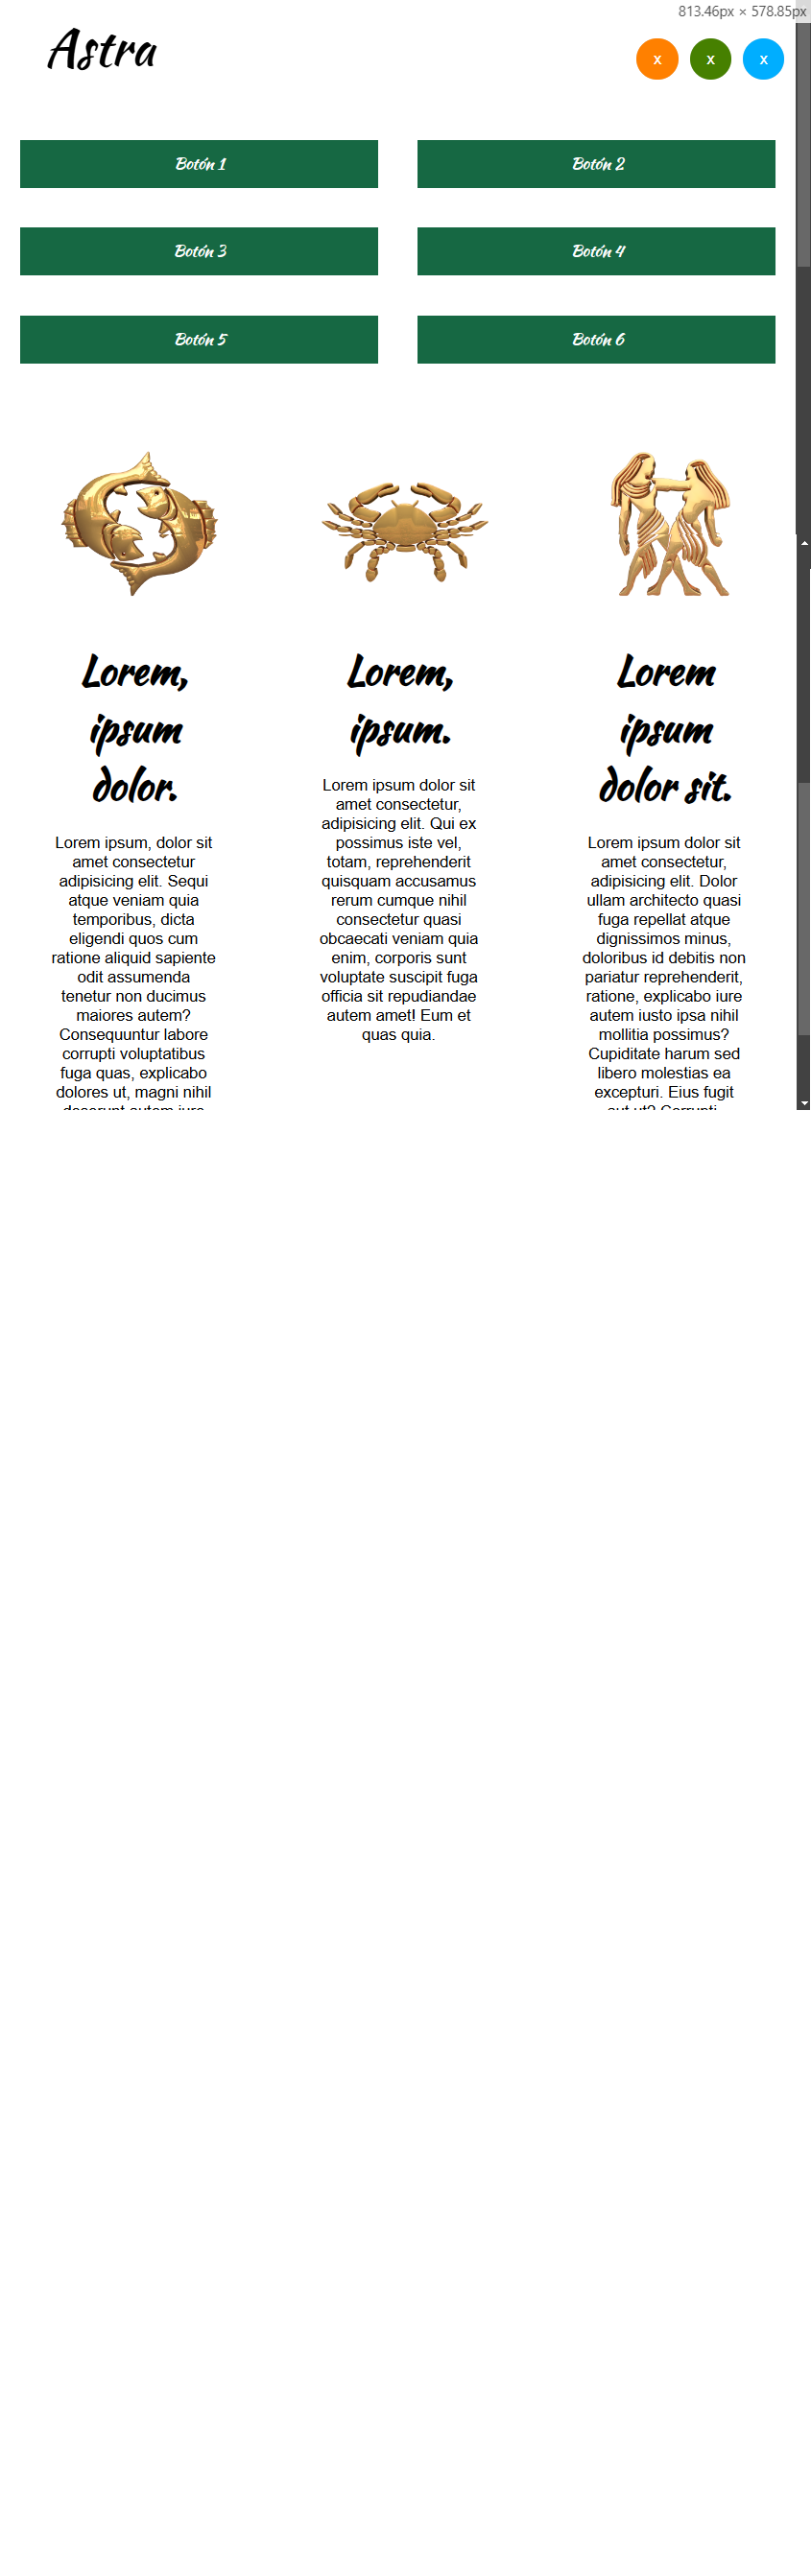 813.46px × 578.85px
Astra
x x x
Botón 1 Botón 2
Botón 3 Botón 4
Botón 5 Botón 6
Lorem,
ipsum
dolor.
Lorem ipsum, dolor sit
amet consectetur
adipisicing elit. Sequi
atque veniam quia
temporibus, dicta
eligendi quos cum
ratione aliquid sapiente
odit assumenda
tenetur non ducimus
maiores autem?
Consequuntur labore
corrupti voluptatibus
fuga quas, explicabo
dolores ut, magni nihil
deserunt autem iure
Lorem,
ipsum.
Lorem ipsum dolor sit
amet consectetur,
adipisicing elit. Qui ex
possimus iste vel,
totam, reprehenderit
quisquam accusamus
rerum cumque nihil
consectetur quasi
obcaecati veniam quia
enim, corporis sunt
voluptate suscipit fuga
officia sit repudiandae
autem amet! Eum et
quas quia.
Lorem
ipsum
dolor sit.
Lorem ipsum dolor sit
amet consectetur,
adipisicing elit. Dolor
ullam architecto quasi
fuga repellat atque
dignissimos minus,
doloribus id debitis non
pariatur reprehenderit,
ratione, explicabo iure
autem iusto ipsa nihil
mollitia possimus?
Cupiditate harum sed
libero molestias ea
excepturi. Eius fugit
aut ut? Corrupti